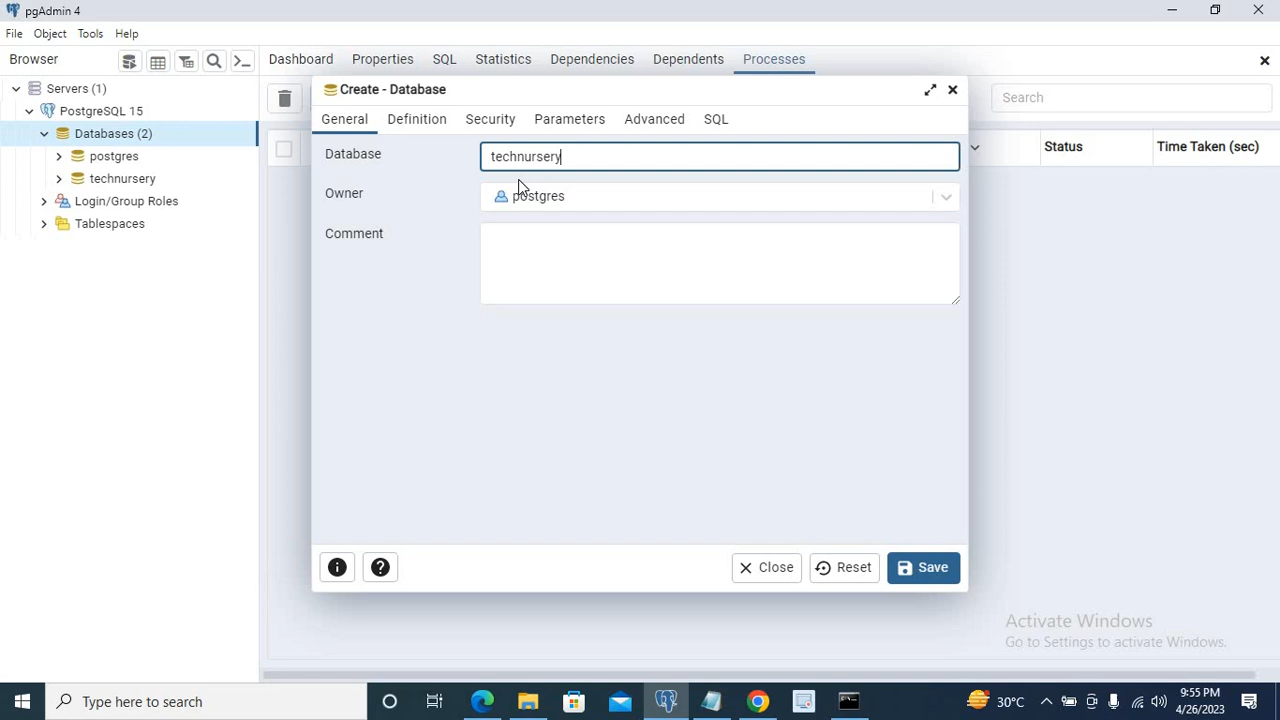 pgAdmin 4
File Object Tools Help
Browser
Dashboard Properties SQL Statistics Dependencies Dependents Processes
Servers (1)
PostgreSQL 15
Databases (2)
postgres
technursery
Login/Group Roles
Tablespaces
Search
Status Time Taken (sec)
Create - Database
General Definition Security Parameters Advanced SQL
Database technursery
Owner postgres
Comment
Close Reset Save
Activate Windows
Go to Settings to activate Windows.
Type here to search
30°C
9:55 PM
4/26/2023